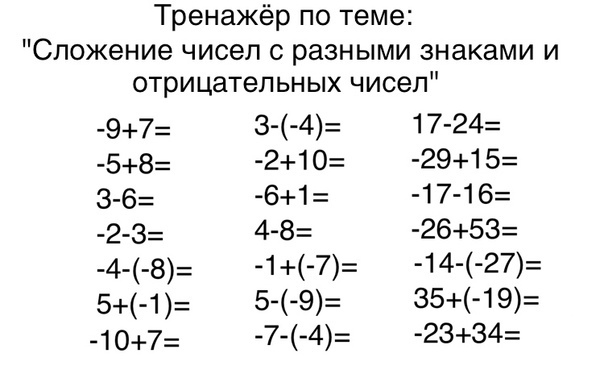 Тренажёр по теме:
"Сложение чисел с разными знаками и
отрицательных чисел"
-9+7= 3-(-4)= 17-24=
-5+8= -2+10= -29+15=
3-6= -6+1= -17-16=
-2-3= 4-8= -26+53=
-4-(-8)= -1+(-7)= -14-(-27)=
5+(-1)= 5-(-9)= 35+(-19)=
-10+7= -7-(-4)= -23+34=